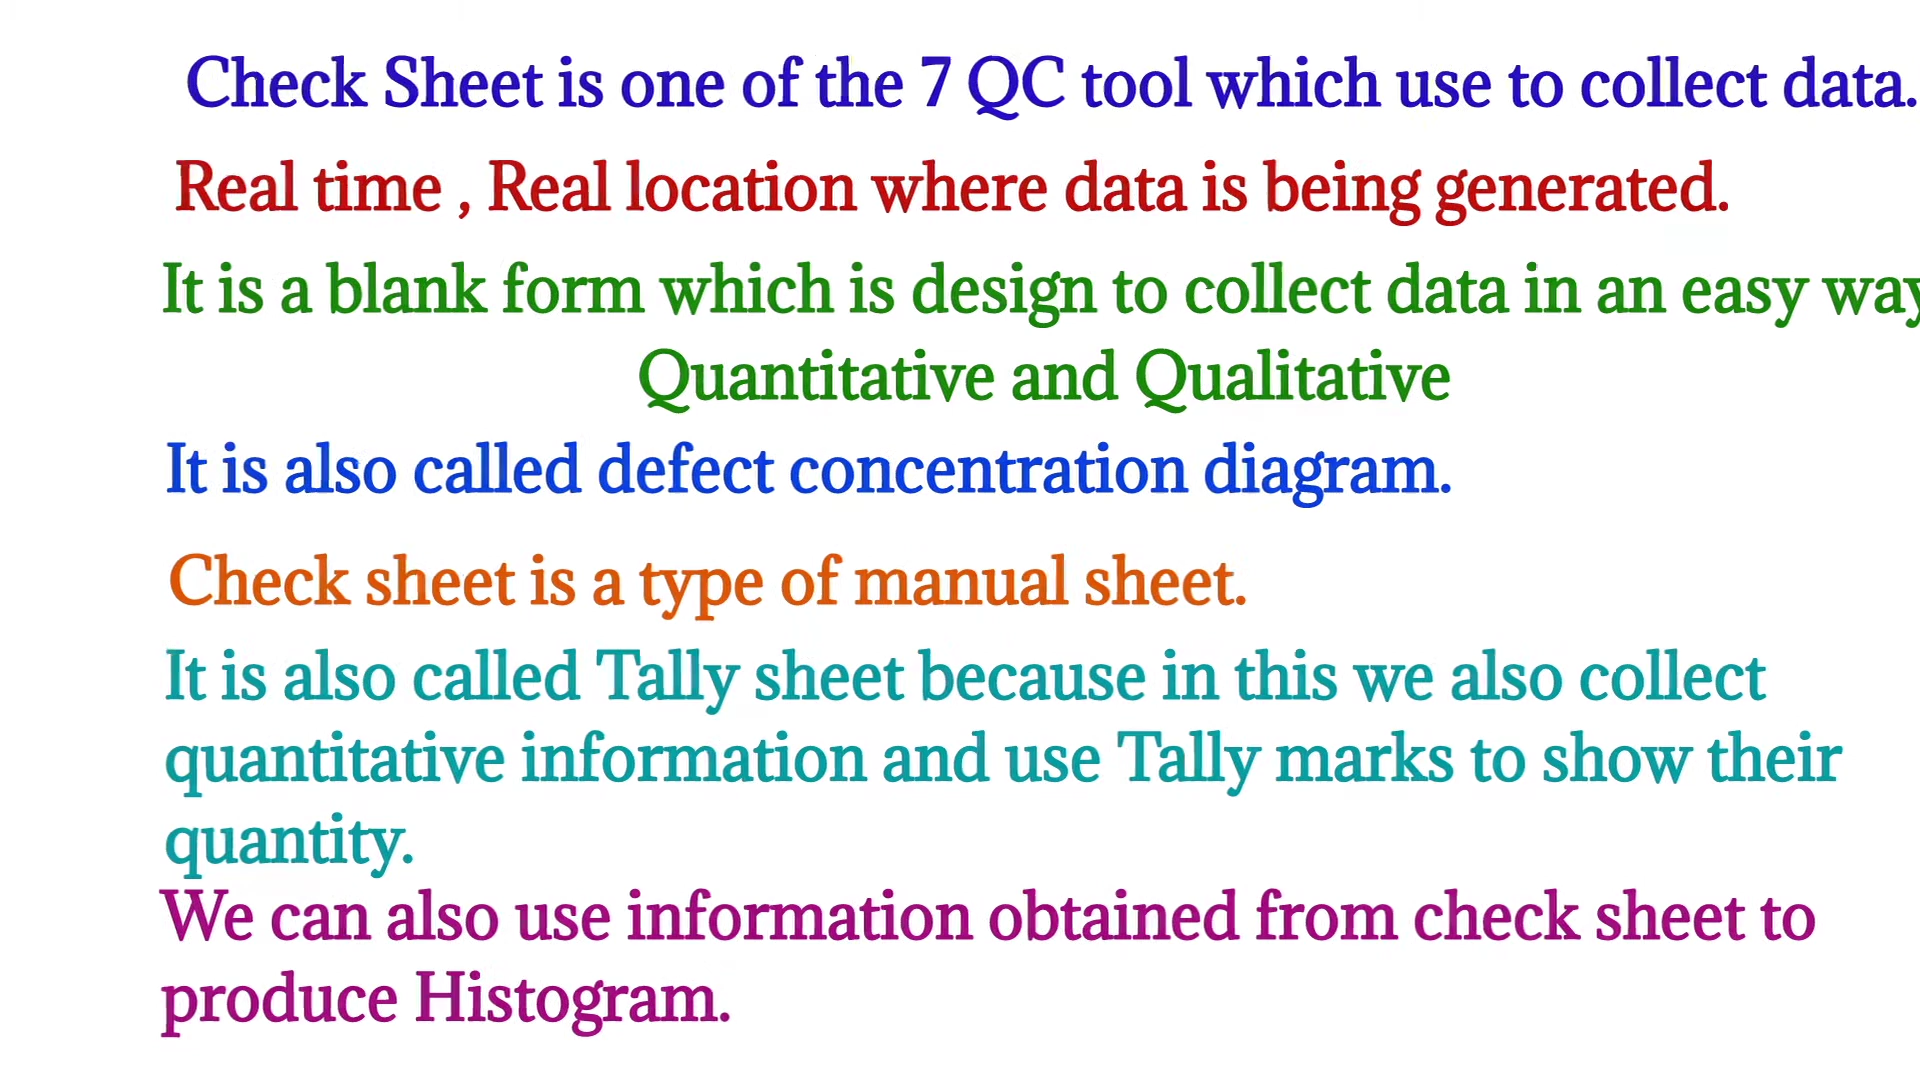 Check Sheet is one of the 7 QC tool which use to collect data.
Real time , Real location where data is being generated.
It is a blank form which is design to collect data in an easy way
Quantitative and Qualitative
It is also called defect concentration diagram.
Check sheet is a type of manual sheet.
It is also called Tally sheet because in this we also collect
quantitative information and use Tally marks to show their
quantity.
We can also use information obtained from check sheet to
produce Histogram.